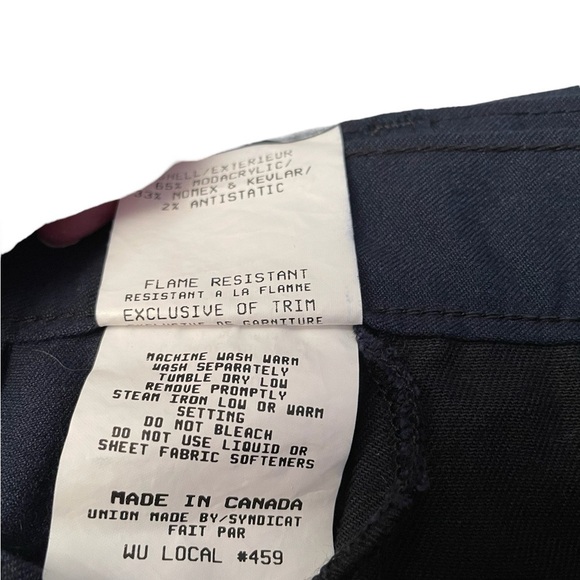 /EXTERIEUR
65% MODACRYLIC/
33% NOMEX & KEVLAR/
2% ANTISTATIC
FLAME RESISTANT
RESISTANT A LA FLAMME
EXCLUSIVE OF TRIM
DE GARNITURE
MACHINE WASH WARM
WASH SEPARATELY
TUMBLE DRY LOW
REMOVE PROMPTLY
STEAM IRON LOW OR WARM
SETTING
DO NOT BLEACH
DO NOT USE LIQUID OR
SHEET FABRIC SOFTENERS
MADE IN CANADA
UNION MADE BY/SYNDICAT
FAIT PAR
WU LOCAL #459